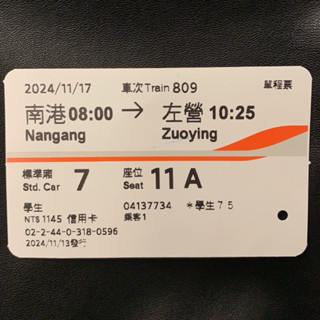 2024/11/17 車次Train 809 單程票
南港 08:00 → 左營 10:25
Nangang Zuoying
標準廂 Std. Car 7 座位 Seat 11 A
學生 04137734 *學生75
NT$ 1145 信用卡 乘客1
02-2-44-0-318-0596
2024/11/13發行